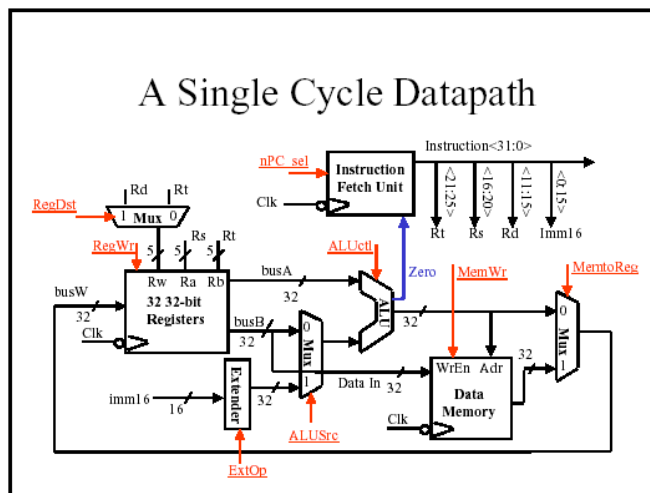 A Single Cycle Datapath
Instruction<31:0>
nPC_sel
Instruction
Fetch Unit
<21:25>
<16:20>
<11:15>
<0:15>
Rd
Rt
Clk
RegDst
1 Mux 0
Rt
Rs
Rd
Imm16
RegWr
5
5
Rs
5
Rt
ALUctl
Zero
MemWr
MemtoReg
Rw
Ra
Rb
busA
32
busW
32
32 32-bit
Registers
busB
32
0
Mux
1
ALU
32
0
Mux
1
Clk
WrEn
Adr
32
Data In
32
Data
Memory
Extender
32
imm16
16
Clk
ALUSrc
ExtOp